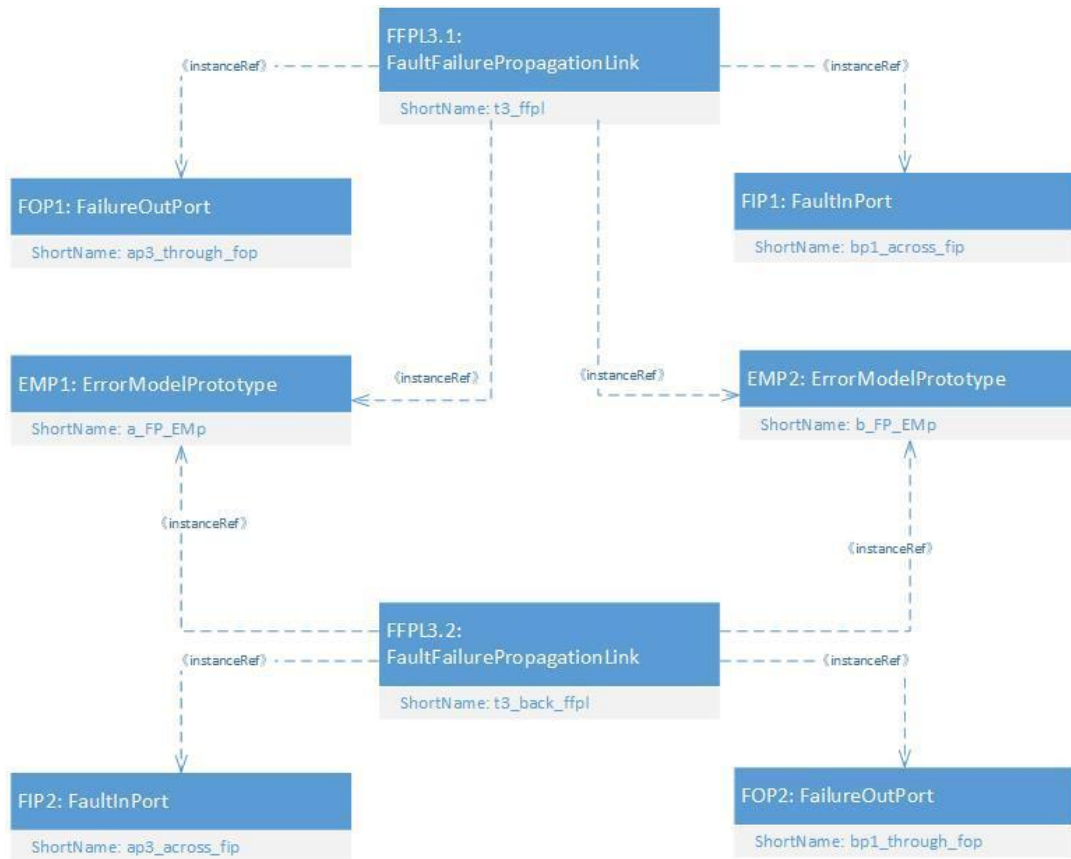 FFPL3.1:
FaultFailurePropagationLink
ShortName: t3_ffpl
《instanceRef》
《instanceRef》
FOP1: FailureOutPort
ShortName: ap3_through_fop
FIP1: FaultInPort
ShortName: bp1_across_fip
《instanceRef》
《instanceRef》
EMP1: ErrorModelPrototype
ShortName: a_FP_EMp
EMP2: ErrorModelPrototype
ShortName: b_FP_EMp
《instanceRef》
《instanceRef》
FFPL3.2:
FaultFailurePropagationLink
ShortName: t3_back_ffpl
《instanceRef》
《instanceRef》
FIP2: FaultInPort
ShortName: ap3_across_fip
FOP2: FailureOutPort
ShortName: bp1_through_fop